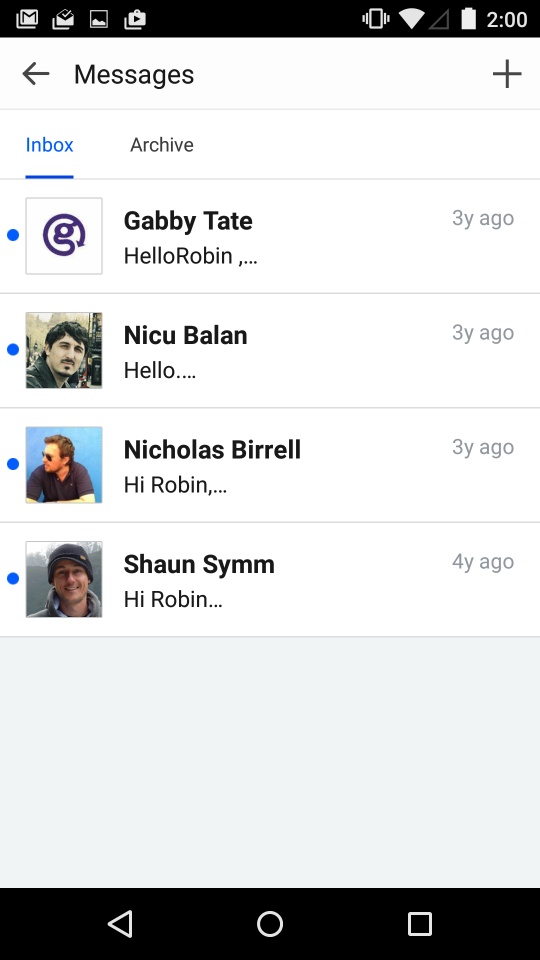 2:00
Messages
Inbox
Archive
Gabby Tate
3y ago
HelloRobin ,...
Nicu Balan
3y ago
Hello....
Nicholas Birrell
3y ago
Hi Robin,...
Shaun Symm
4y ago
Hi Robin...